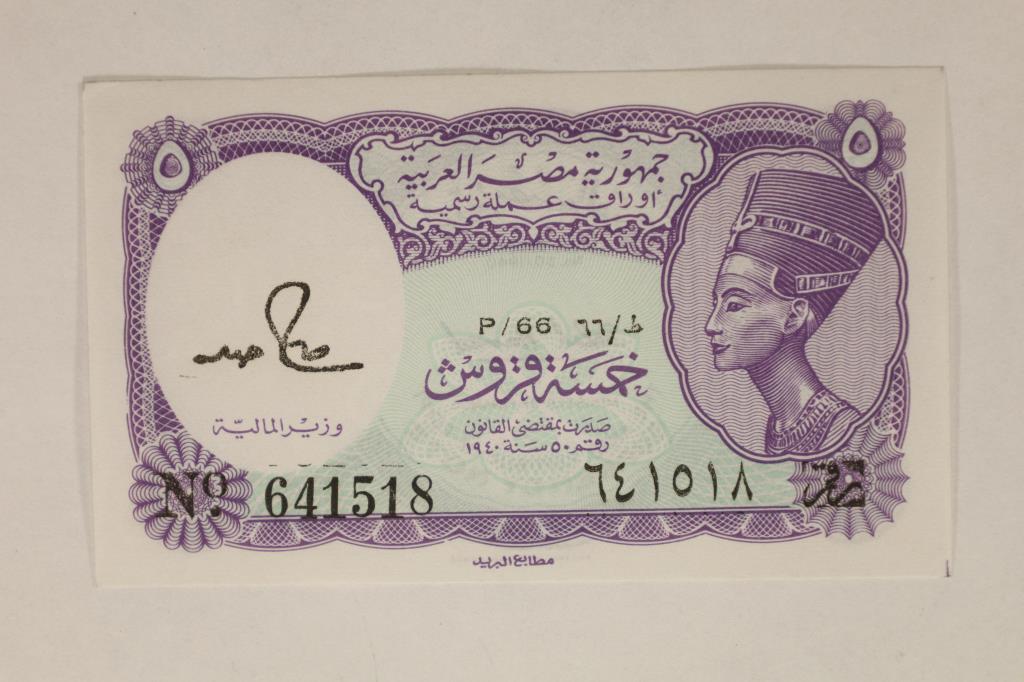 ٥ ٥
جمهورية مصر العربية
أوراق عملة رسمية
P/66 ط/٦٦
خمسة قروش
صدرت بمقتضى القانون
رقم ٥٠ سنة ١٩٤٠
وزير المالية
Nº 641518 ٦٤١٥١٨ رقم
مطابع البريد